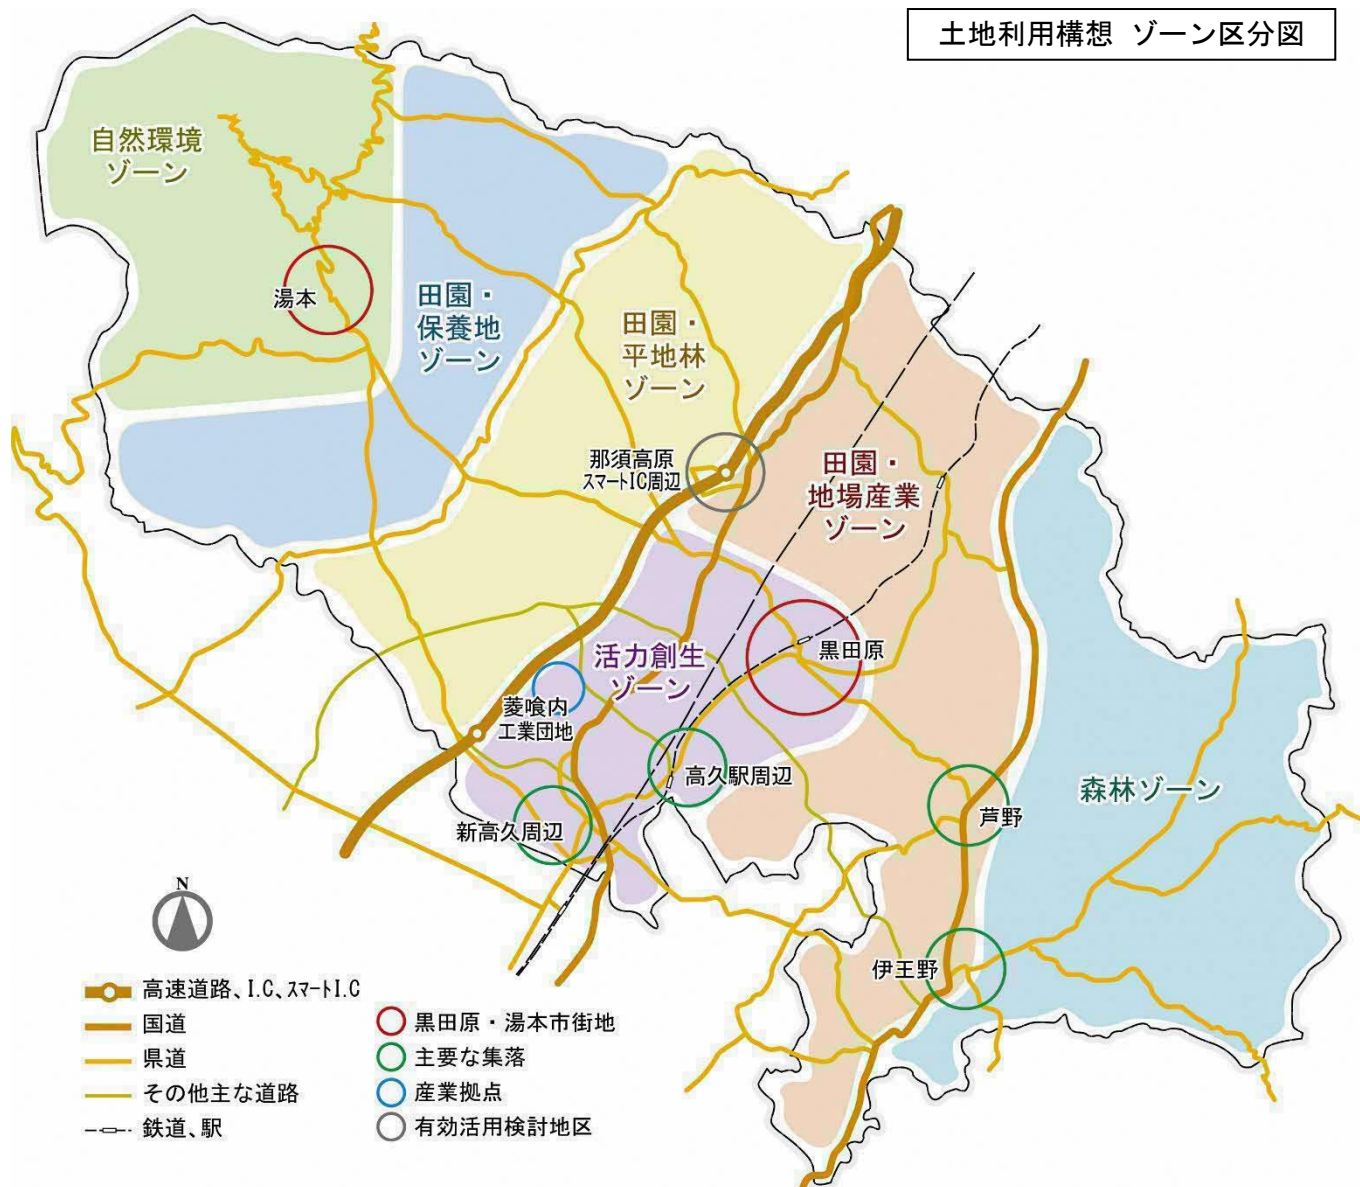 土地利用構想 ゾーン区分図
自然環境
ゾーン
湯本
田園・
保養地
ゾーン
田園・
平地林
ゾーン
那須高原
スマートIC周辺
田園・
地場産業
ゾーン
活力創生
ゾーン
黒田原
菱喰内
工業団地
高久駅周辺
新高久周辺
芦野
森林ゾーン
伊王野
N
高速道路、I.C、スマートI.C
国道
県道
その他主な道路
鉄道、駅
黒田原・湯本市街地
主要な集落
産業拠点
有効活用検討地区